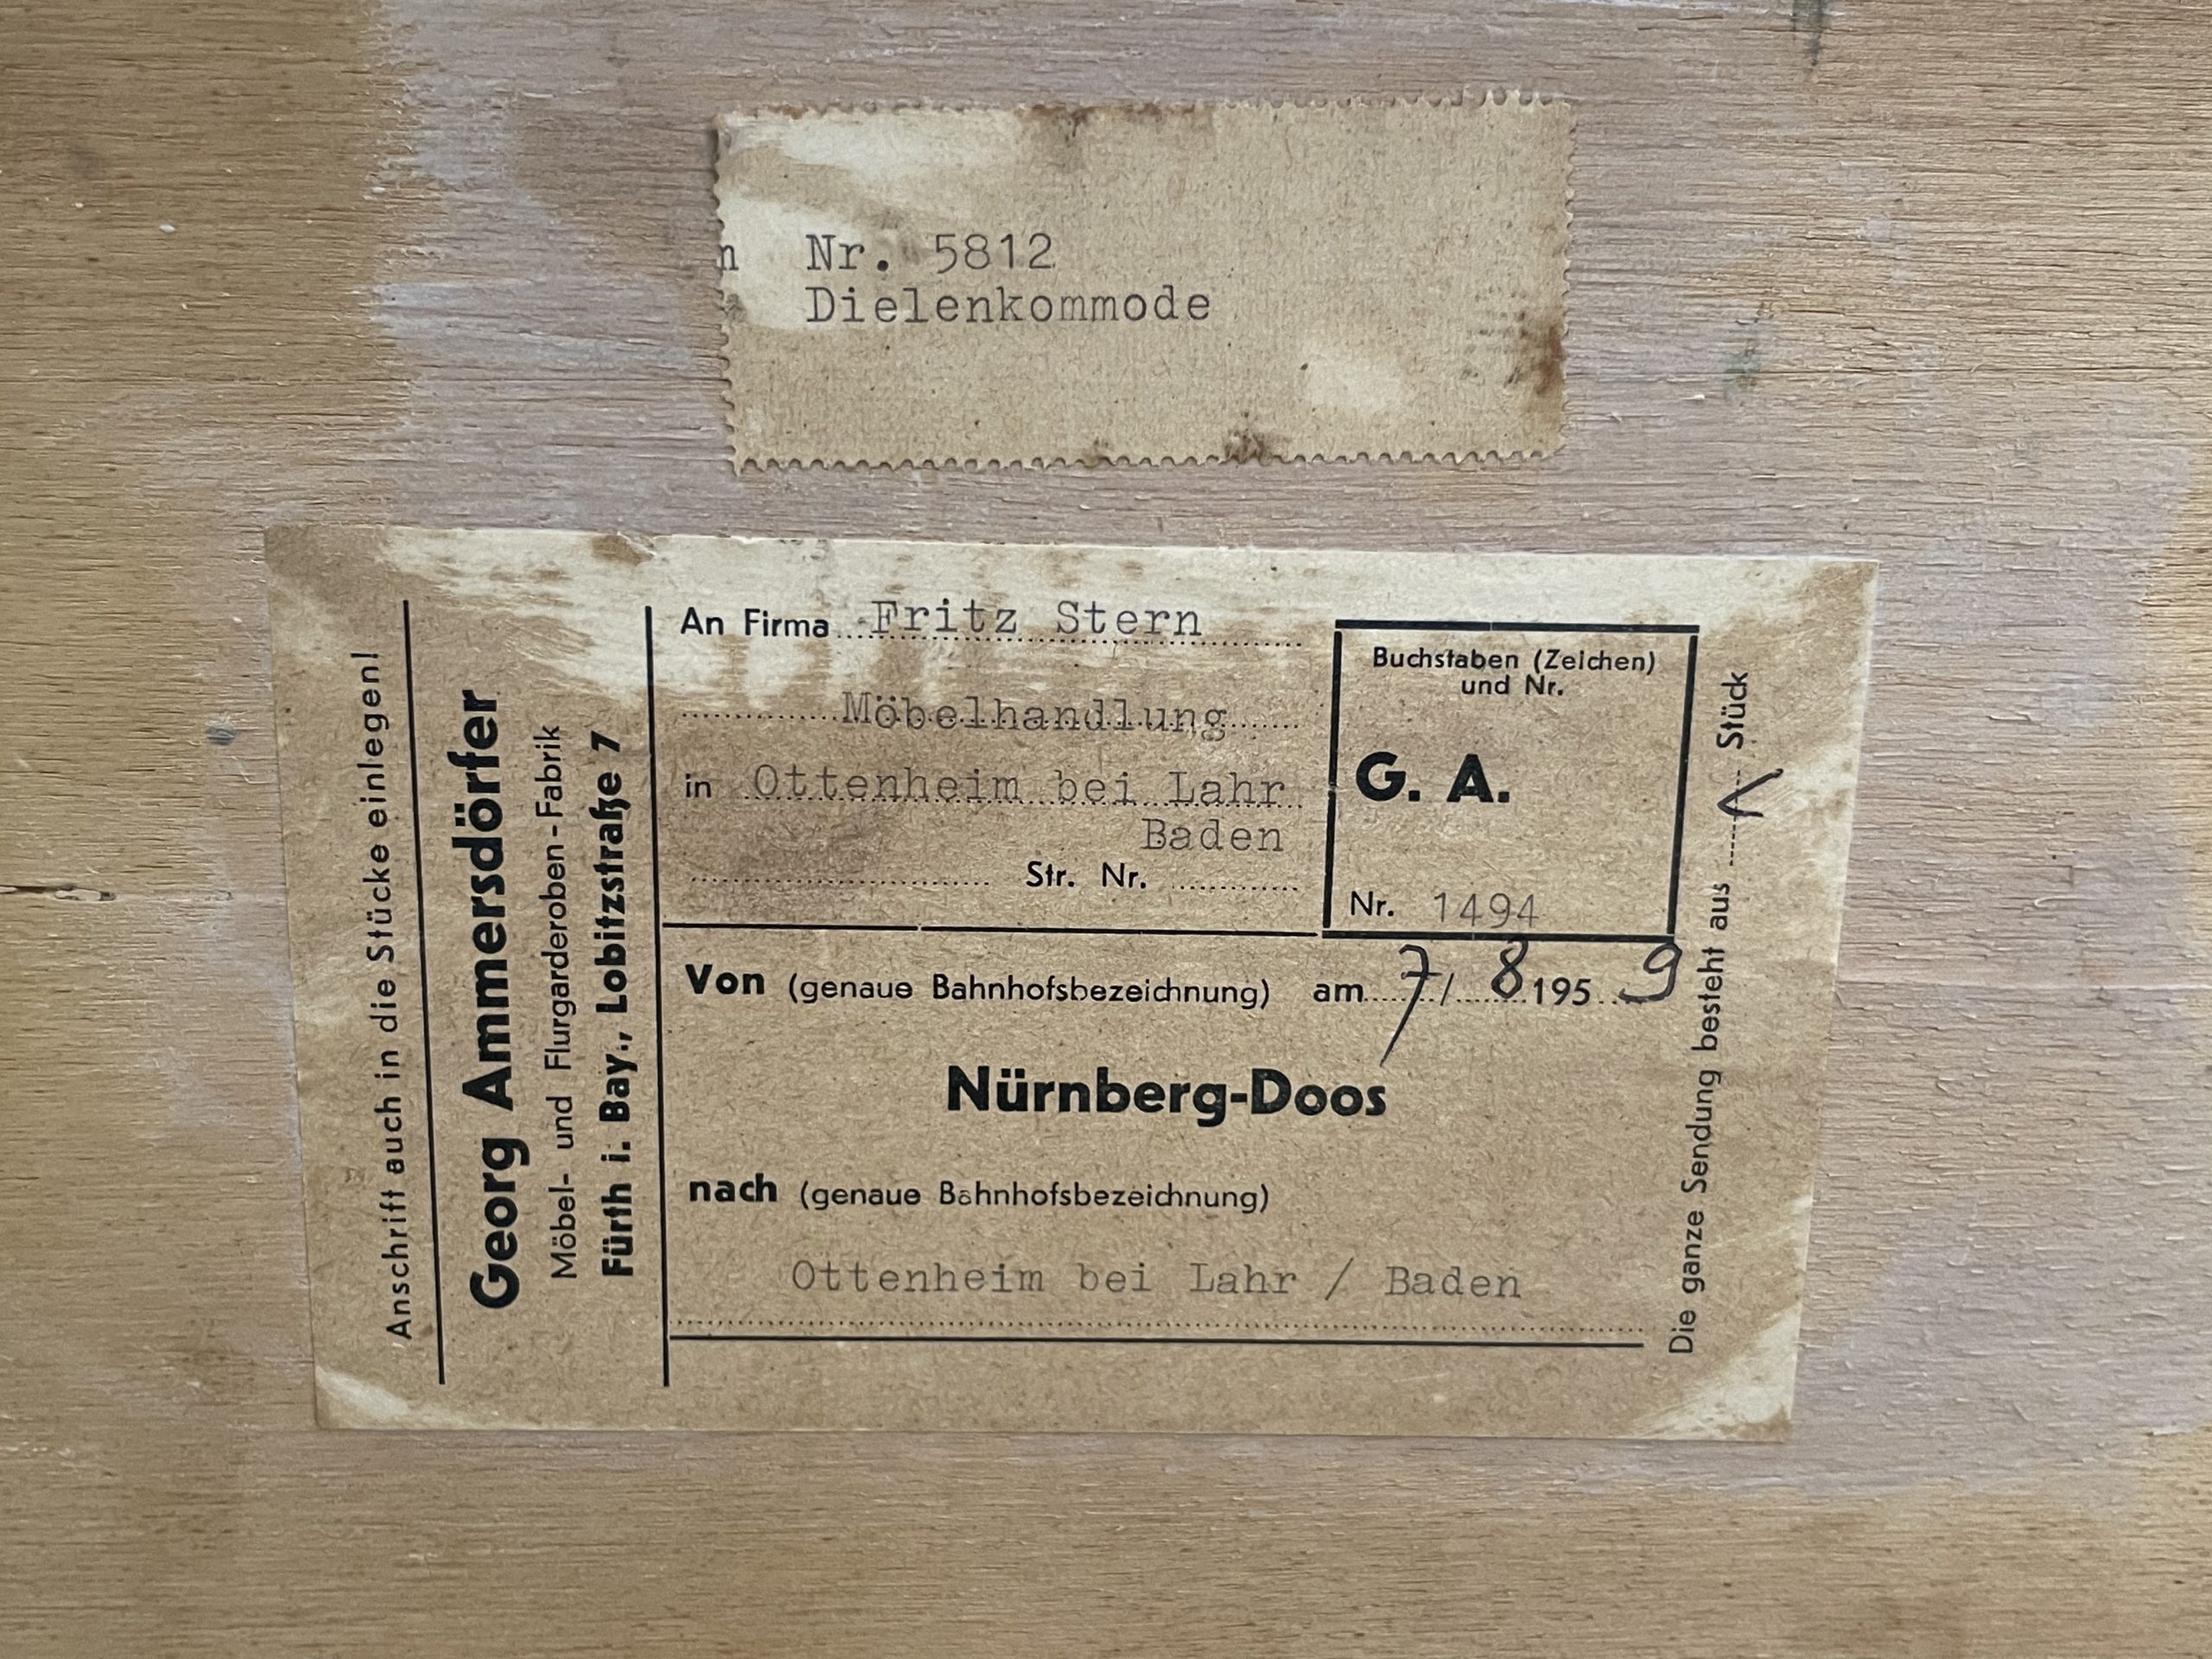 n Nr. 5812
Dielenkommode
Anschrift auch in die Stücke einlegen!
Georg Ammersdörfer
Möbel- und Flurgarderoben-Fabrik
Fürth i. Bay., Lobitzstraße 7
An Firma Fritz Stern
Möbelhandlung
in Ottenheim bei Lahr
Baden
Str. Nr.
Buchstaben (Zeichen)
und Nr.
G. A.
Nr. 1494
Von (genaue Bahnhofsbezeichnung) am 7/8 1959
Nürnberg-Doos
nach (genaue Bahnhofsbezeichnung)
Ottenheim bei Lahr / Baden
Die ganze Sendung besteht aus 1 Stück